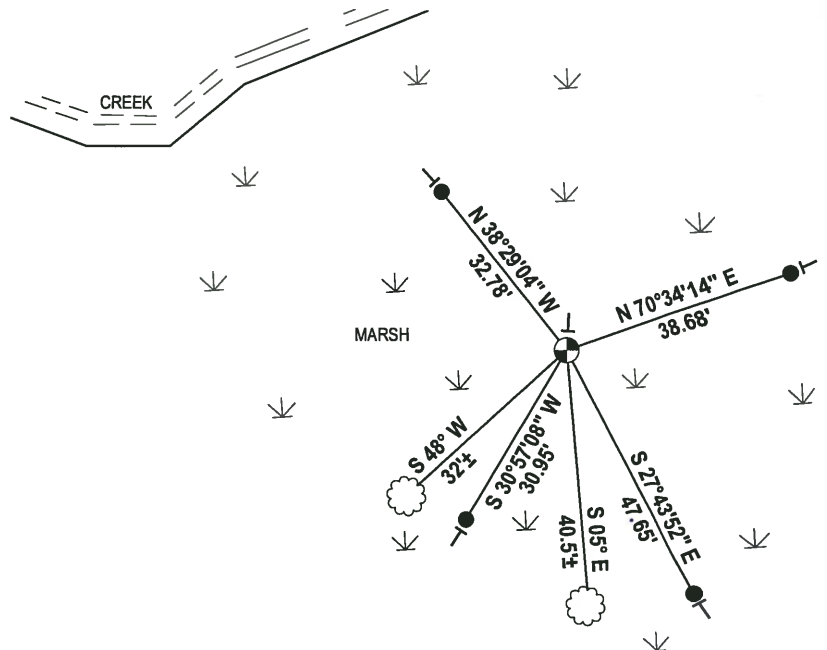 CREEK
N 38°29'04" W
32.78'
N 70°34'14" E
38.68'
MARSH
S 48° W
32'±
S 30°57'08" W
30.95'
S 05° E
40.5'±
S 27°43'52" E
47.65'